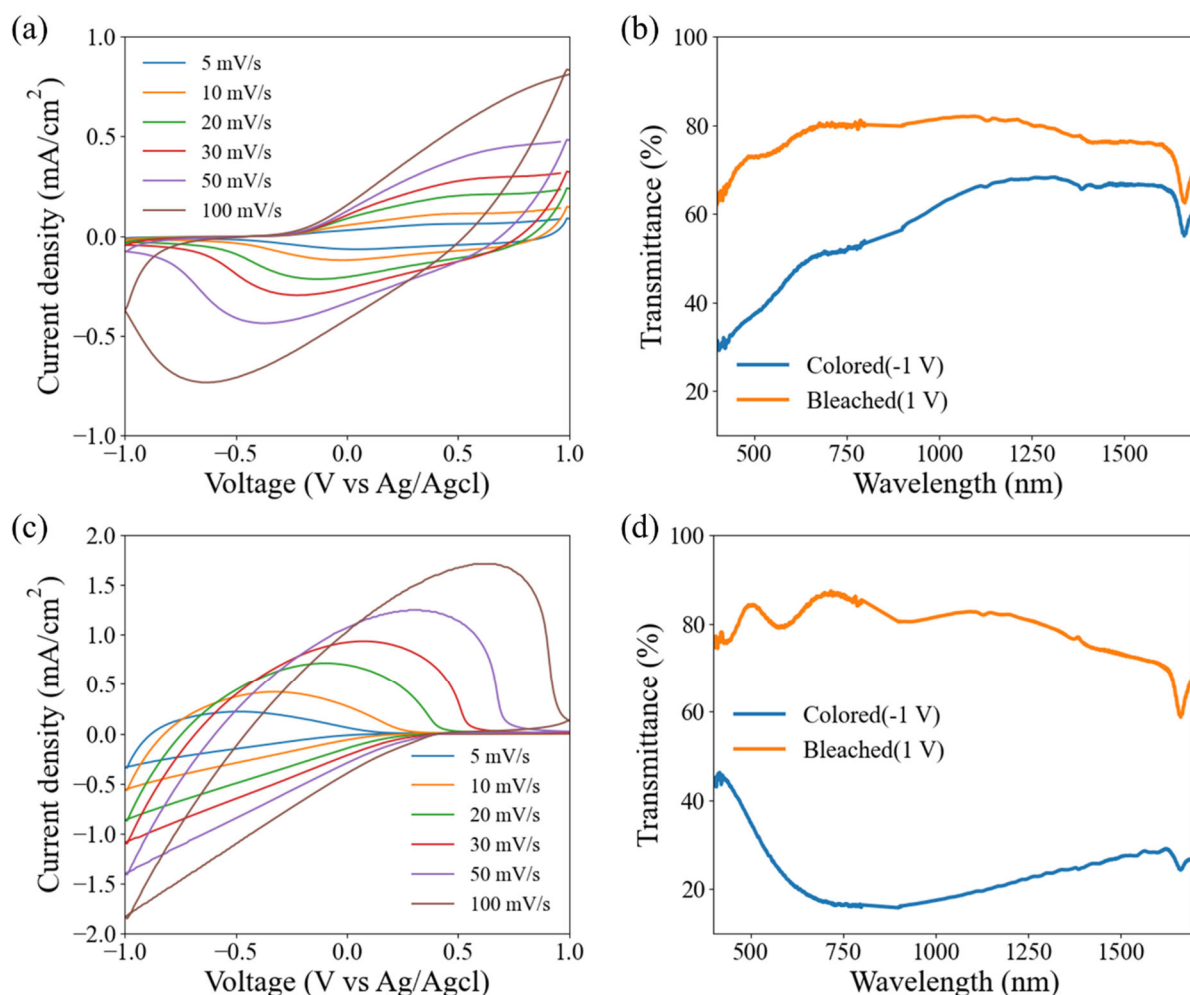 (a)
1.0
0.5
0.0
−0.5
−1.0
Current density (mA/cm²)
5 mV/s
10 mV/s
20 mV/s
30 mV/s
50 mV/s
100 mV/s
−1.0 −0.5 0.0 0.5 1.0
Voltage (V vs Ag/Agcl)
(b)
100
80
60
40
20
Transmittance (%)
Colored(-1 V)
Bleached(1 V)
500 750 1000 1250 1500
Wavelength (nm)
(c)
2.0
1.5
1.0
0.5
0.0
−0.5
−1.0
−1.5
−2.0
Current density (mA/cm²)
5 mV/s
10 mV/s
20 mV/s
30 mV/s
50 mV/s
100 mV/s
−1.0 −0.5 0.0 0.5 1.0
Voltage (V vs Ag/Agcl)
(d)
100
80
60
40
20
Transmittance (%)
Colored(-1 V)
Bleached(1 V)
500 750 1000 1250 1500
Wavelength (nm)